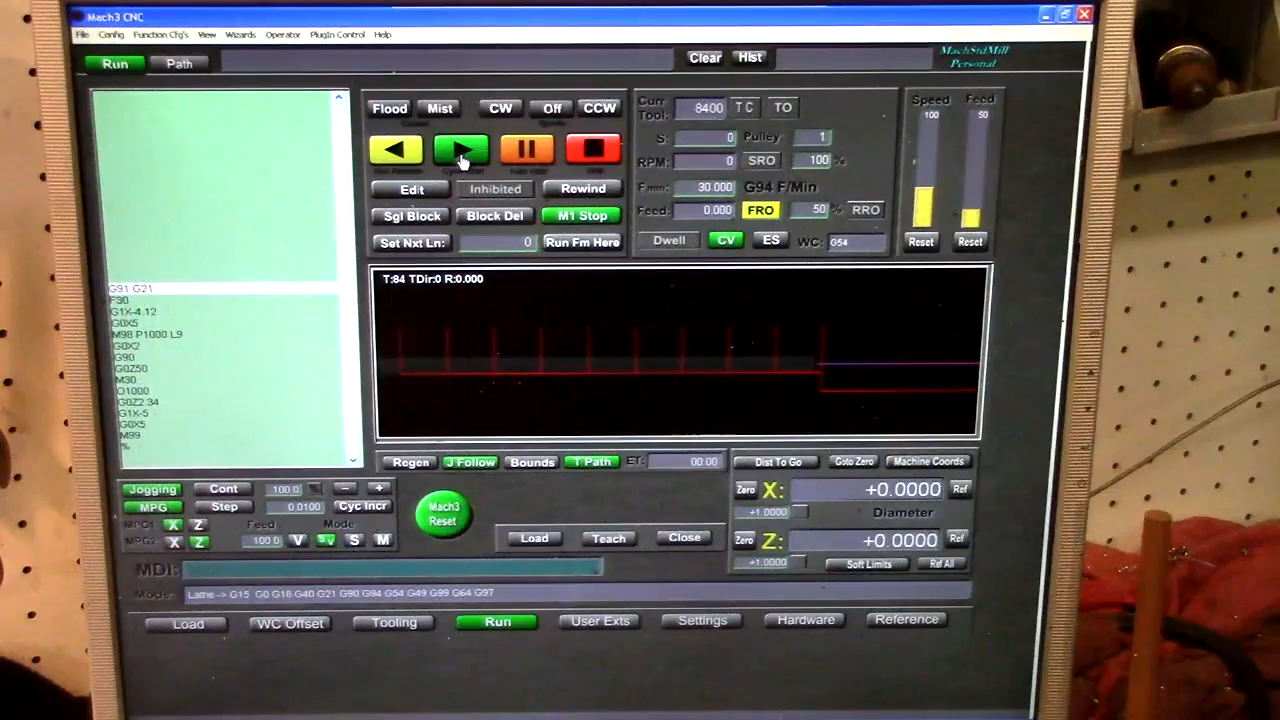 Mach3 CNC
File Config Function Cfg's View Wizards Operator PlugIn Control Help
Run Path Clear Hist
MachStdMill
Personal
Flood Mist CW Off CCW
Edit Inhibited Rewind
Sgl Block Block Del M1 Stop
Set Nxt Ln: 0 Run Fm Here
Curr
Tool: 8400 TC TO
S: 0 Pulley 1
RPM: 0 SRO 100 %
Fmm: 30.000 G94 F/Min
Feed: 0.000 FRO 50 % RRO
Dwell CV ES WC: G54
Speed Feed
100 50
Reset Reset
G91 G21
F30
G1X-4.12
G0X5
M98 P1000 L9
G0X2
G90
G0Z50
M30
O1000
G0Z2.34
G1X-5
G0X5
M99
%
T:84 TDir:0 R:0.000
Regen J Follow Bounds T Path ET: 00:00
Dist To Go Goto Zero Machine Coords
Zero X: +0.0000 Ref
+1.0000 Diameter
Zero Z: +0.0000 Ref
+1.0000 Soft Limits Ref All
Jogging Cont 100.0 - +
MPG Step 0.0100 Cyc Incr
MPG1 X Z Feed Mode
MPG2: X Z 100.0 V S M
Mach3
Reset
Load Teach Close
MDI:
Mode: Lathe -> G15 G0 G18 G40 G21 G90 G94 G54 G49 G99 G64 G97
Load WC Offset Tooling Run User Exts Settings Hardware Reference